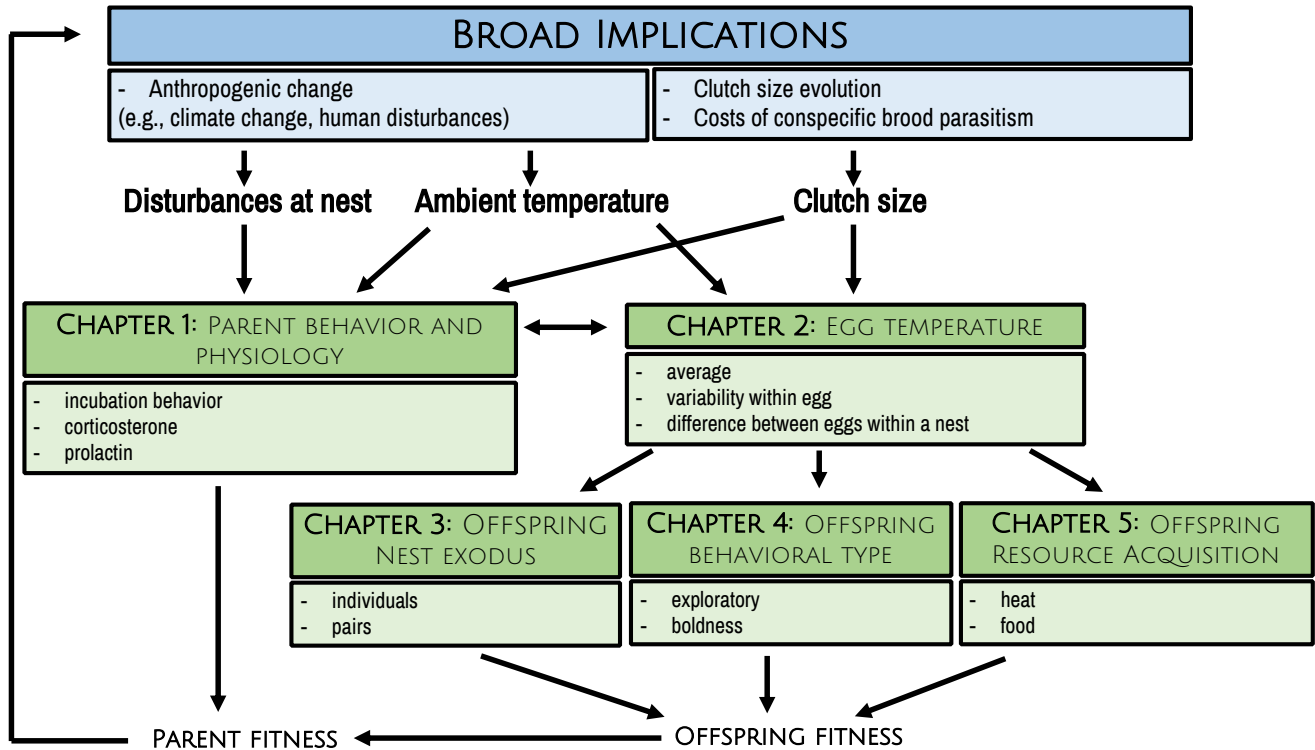 BROAD IMPLICATIONS
- Anthropogenic change
(e.g., climate change, human disturbances)
- Clutch size evolution
- Costs of conspecific brood parasitism
Disturbances at nest
Ambient temperature
Clutch size
CHAPTER 1: PARENT BEHAVIOR AND
PHYSIOLOGY
- incubation behavior
- corticosterone
- prolactin
CHAPTER 2: EGG TEMPERATURE
- average
- variability within egg
- difference between eggs within a nest
CHAPTER 3: OFFSPRING
NEST EXODUS
- individuals
- pairs
CHAPTER 4: OFFSPRING
BEHAVIORAL TYPE
- exploratory
- boldness
CHAPTER 5: OFFSPRING
RESOURCE ACQUISITION
- heat
- food
PARENT FITNESS
OFFSPRING FITNESS